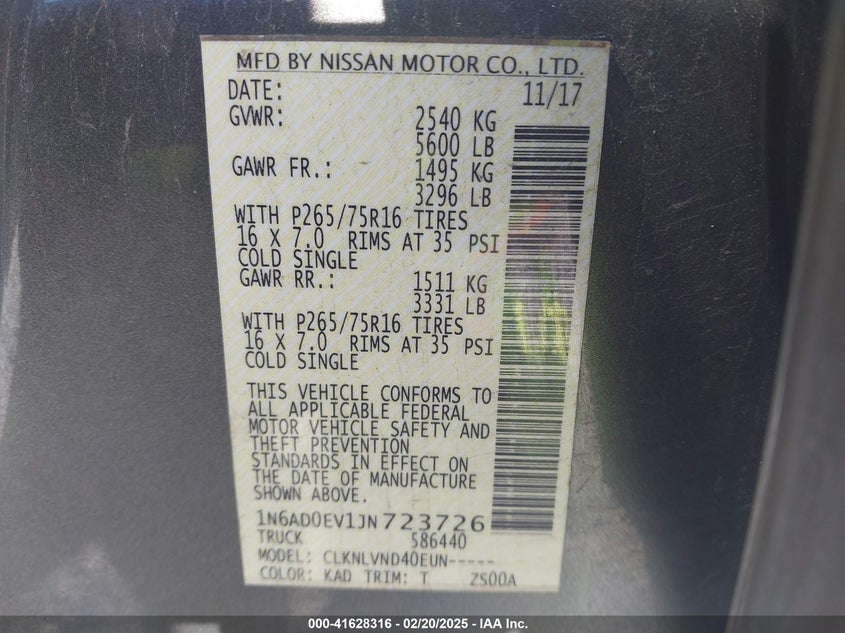 MFD BY NISSAN MOTOR CO., LTD.
DATE: 11/17
GVWR: 2540 KG
5600 LB
GAWR FR.: 1495 KG
3296 LB
WITH P265/75R16 TIRES
16 X 7.0 RIMS AT 35 PSI
COLD SINGLE
GAWR RR.: 1511 KG
3331 LB
WITH P265/75R16 TIRES
16 X 7.0 RIMS AT 35 PSI
COLD SINGLE
THIS VEHICLE CONFORMS TO
ALL APPLICABLE FEDERAL
MOTOR VEHICLE SAFETY AND
THEFT PREVENTION
STANDARDS IN EFFECT ON
THE DATE OF MANUFACTURE
SHOWN ABOVE.
1N6AD0EV1JN723726
TRUCK 586440
MODEL: CLKNLVND40EUN-----
COLOR: KAD TRIM: T ZS00A
000-41628316 - 02/20/2025 - IAA Inc.